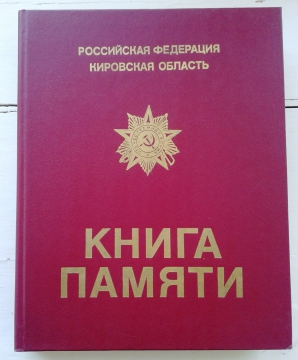 РОССИЙСКАЯ ФЕДЕРАЦИЯ
КИРОВСКАЯ ОБЛАСТЬ
КНИГА
ПАМЯТИ